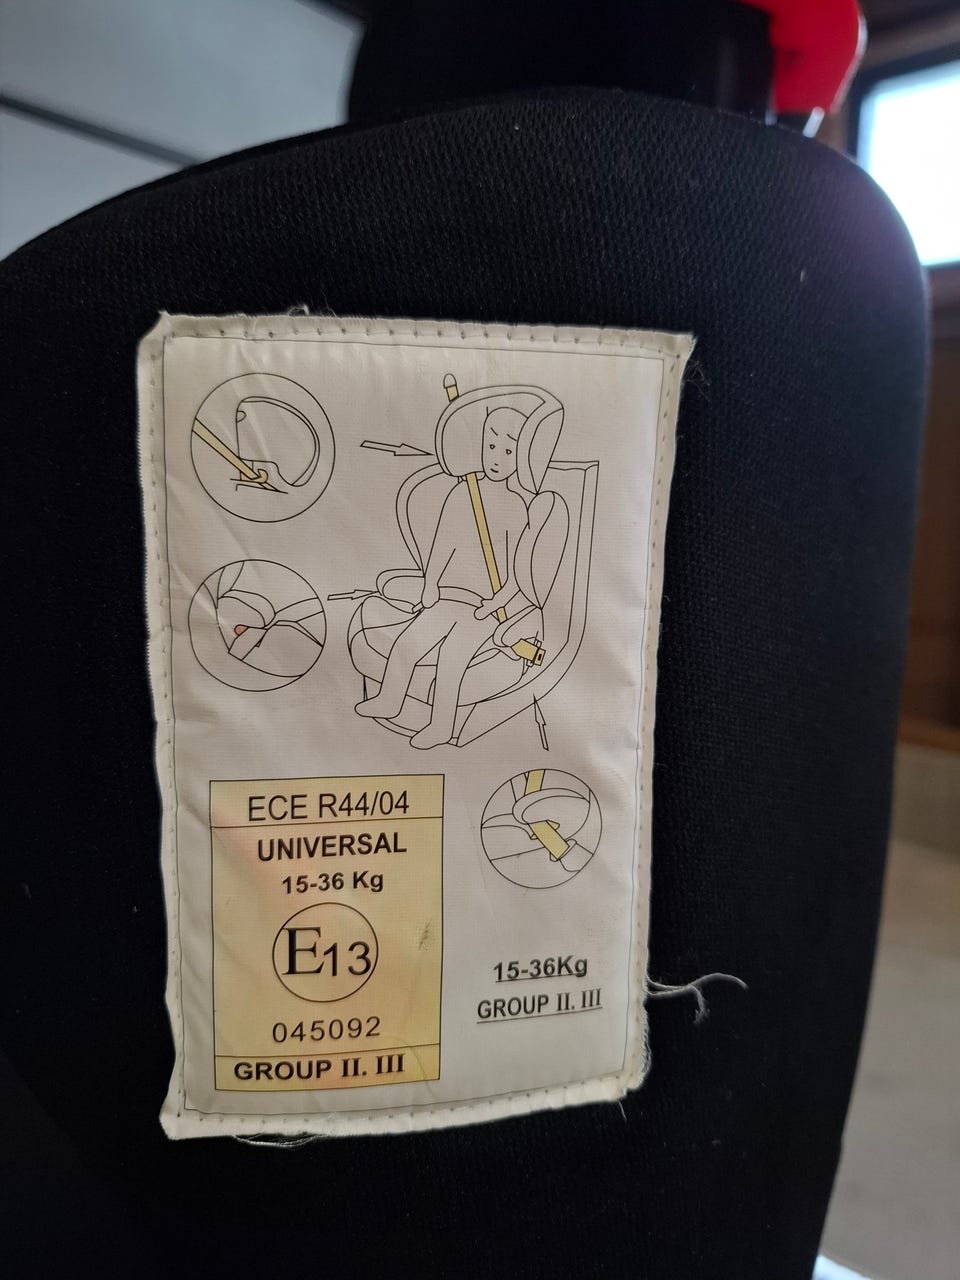 ECE R44/04
UNIVERSAL
15-36 Kg
E13
045092
GROUP II. III
15-36Kg
GROUP II. III